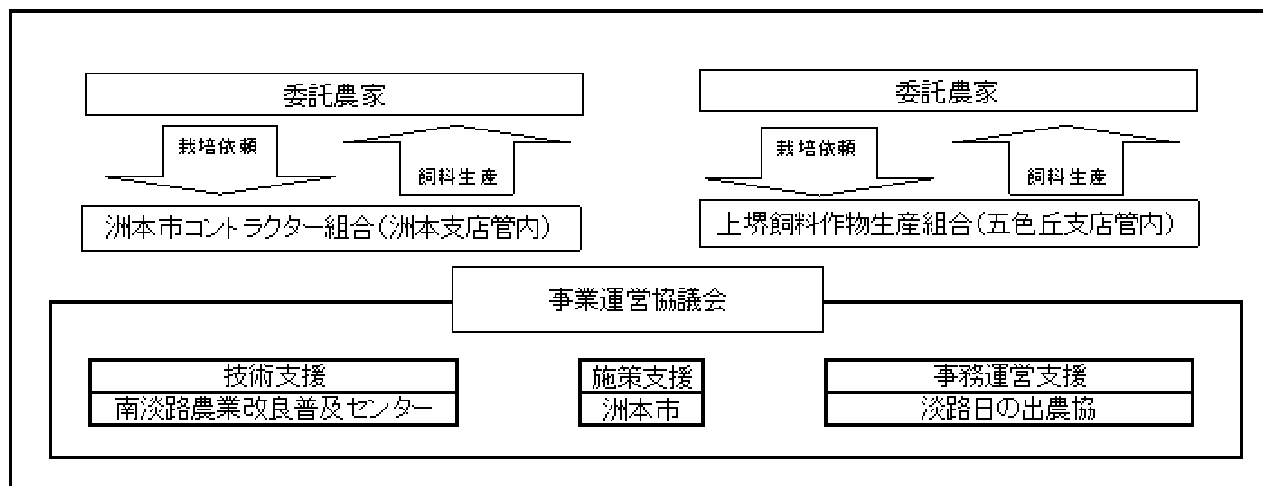 委託農家
委託農家
栽培依頼
飼料生産
栽培依頼
飼料生産
洲本市コントラクター組合(洲本支店管内)
上堺飼料作物生産組合(五色丘支店管内)
事業運営協議会
技術支援
南淡路農業改良普及センター
施策支援
洲本市
事務運営支援
淡路日の出農協